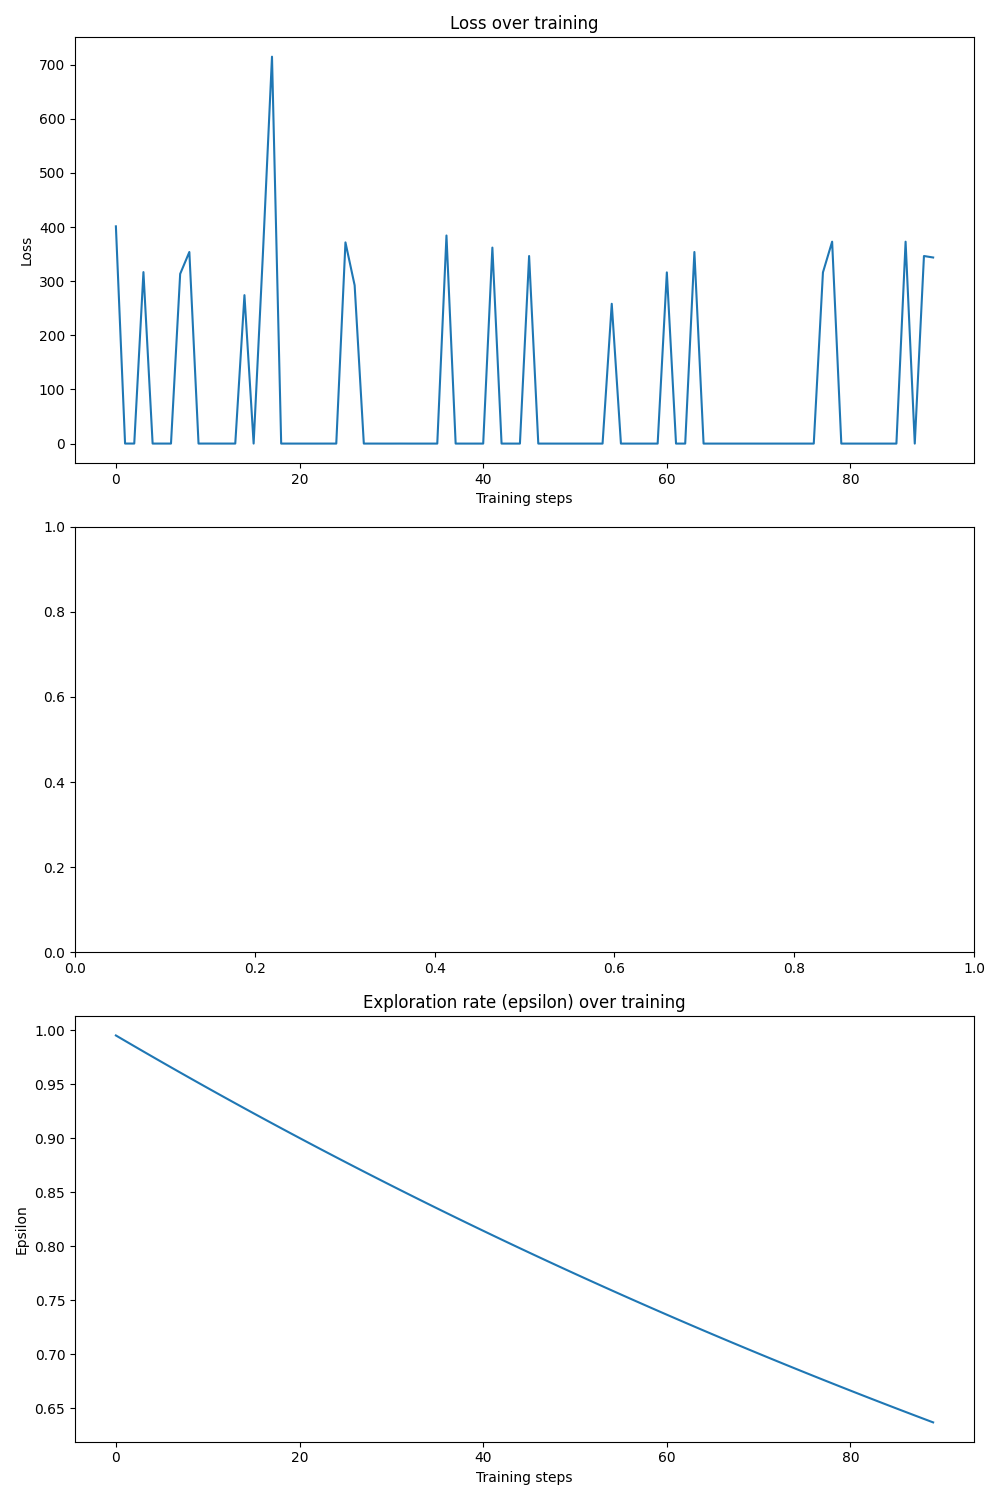 Loss over training
700
600
500
400
300
200
100
0
Loss
0 20 40 60 80
Training steps
1.0
0.8
0.6
0.4
0.2
0.0
0.0 0.2 0.4 0.6 0.8 1.0
Exploration rate (epsilon) over training
1.00
0.95
0.90
0.85
0.80
0.75
0.70
0.65
Epsilon
0 20 40 60 80
Training steps